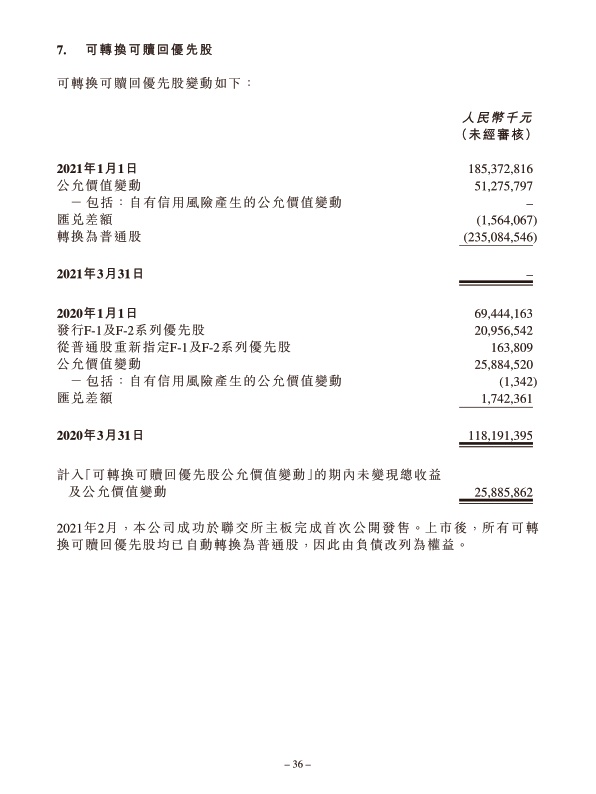 7. 可轉換可贖回優先股
可轉換可贖回優先股變動如下：
人民幣千元
（未經審核）
2021年1月1日 185,372,816
公允價值變動 51,275,797
－包括：自有信用風險產生的公允價值變動 –
匯兌差額 (1,564,067)
轉換為普通股 (235,084,546)
2021年3月31日 –
2020年1月1日 69,444,163
發行F-1及F-2系列優先股 20,956,542
從普通股重新指定F-1及F-2系列優先股 163,809
公允價值變動 25,884,520
－包括：自有信用風險產生的公允價值變動 (1,342)
匯兌差額 1,742,361
2020年3月31日 118,191,395
計入「可轉換可贖回優先股公允價值變動」的期內未變現總收益
及公允價值變動 25,885,862
2021年2月，本公司成功於聯交所主板完成首次公開發售。上市後，所有可轉
換可贖回優先股均已自動轉換為普通股，因此由負債改列為權益。
– 36 –